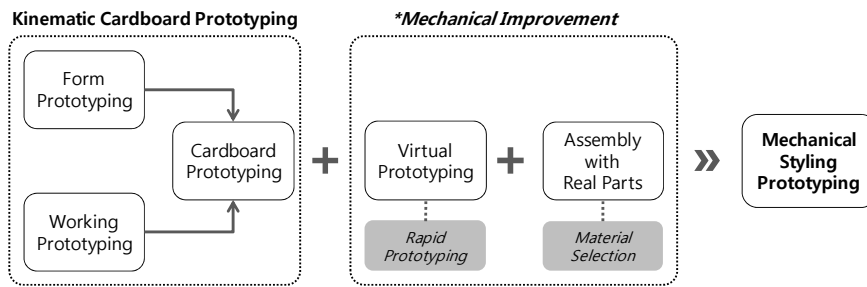 Kinematic Cardboard Prototyping
*Mechanical Improvement
Form
Prototyping
Working
Prototyping
Cardboard
Prototyping
+
Virtual
Prototyping
Rapid
Prototyping
+
Assembly
with
Real Parts
Material
Selection
»
Mechanical
Styling
Prototyping